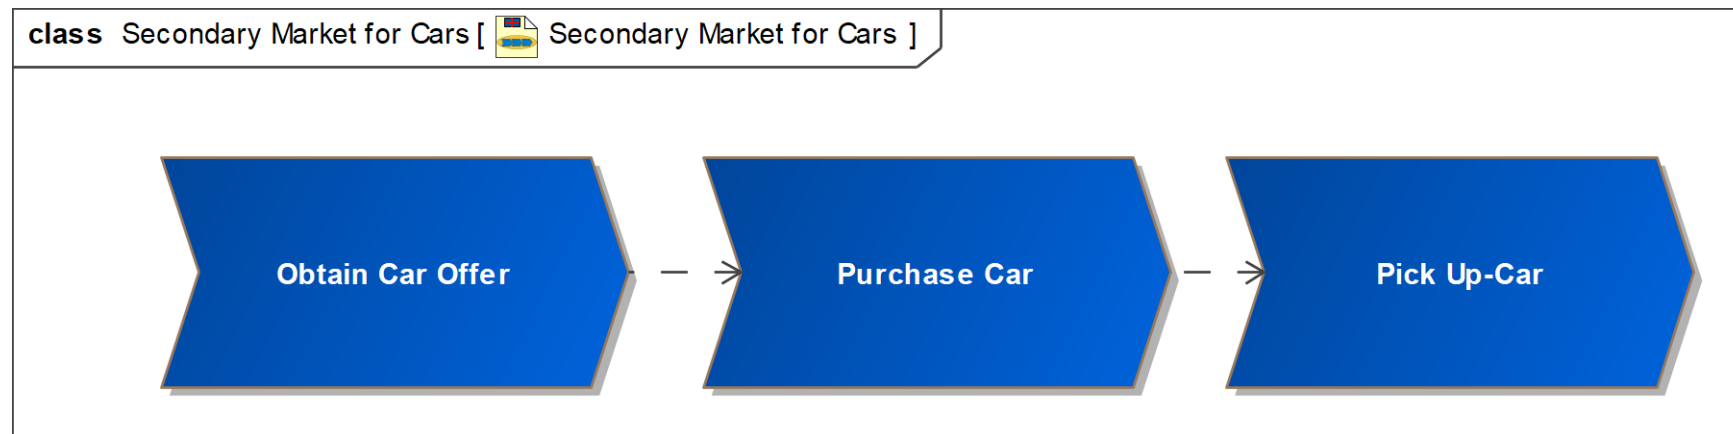 class Secondary Market for Cars [ Secondary Market for Cars ]
Obtain Car Offer
Purchase Car
Pick Up-Car